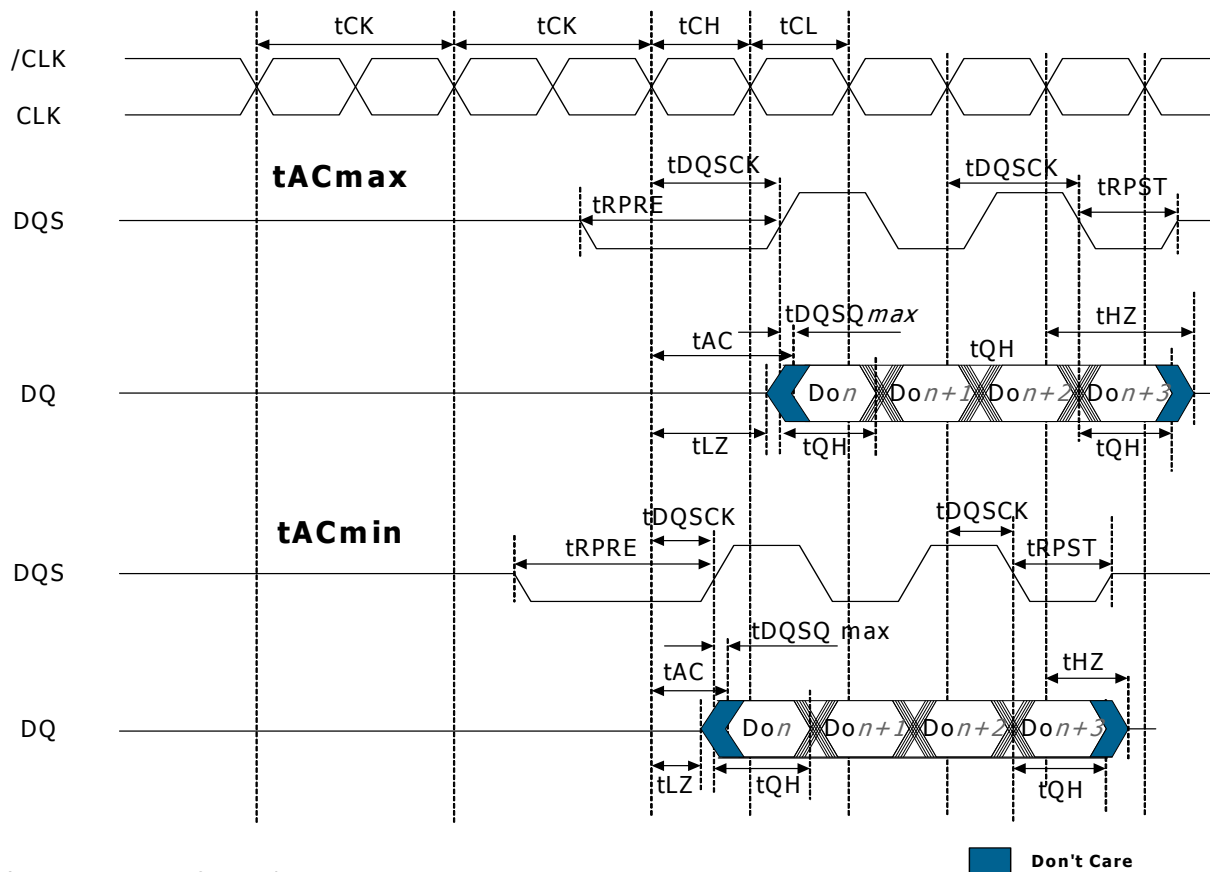 tCK tCK tCH tCL
/CLK
CLK
tACmax
tDQSCK tDQSCK
tRPRE tRPST
DQS
tDQSQmax tHZ
tAC tQH
DQ Don Don+1 Don+2 Don+3
tLZ tQH tQH
tACmin
tDQSCK tDQSCK
tRPRE tRPST
DQS
tDQSQ max
tAC tHZ
DQ Don Don+1 Don+2 Don+3
tLZ tQH tQH
Don't Care